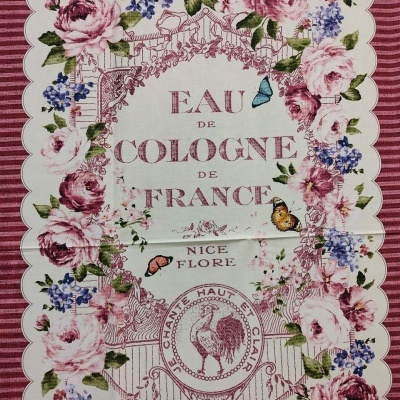 EAU
DE
COLOGNE
DE
FRANCE
NICE
FLORE
JE CHANTE HAUT ET CLAIR